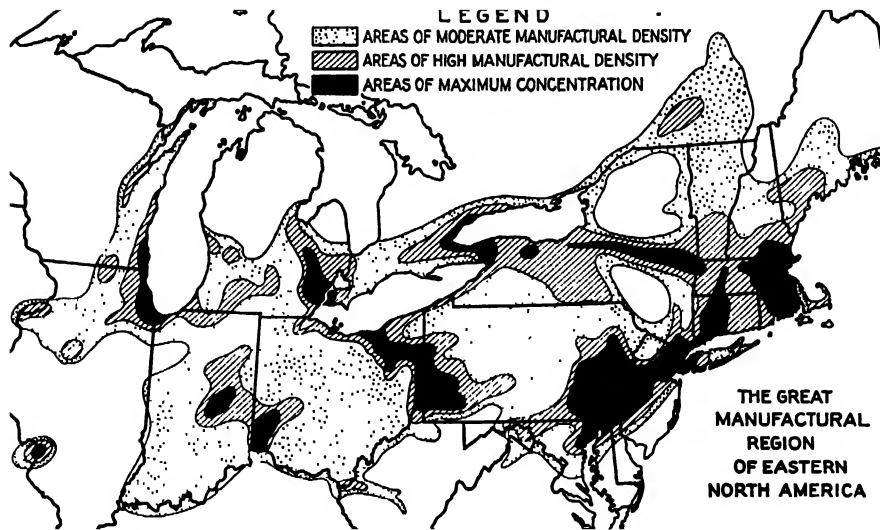 LEGEND
AREAS OF MODERATE MANUFACTURAL DENSITY
AREAS OF HIGH MANUFACTURAL DENSITY
AREAS OF MAXIMUM CONCENTRATION
THE GREAT
MANUFACTURAL
REGION
OF EASTERN
NORTH AMERICA